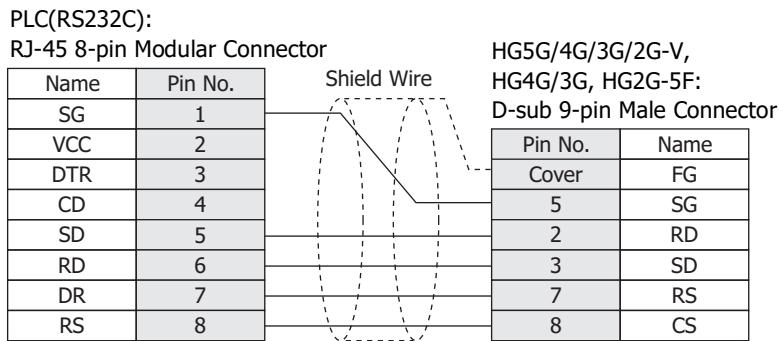 PLC(RS232C):
RJ-45 8-pin Modular Connector
Name Pin No.
SG 1
VCC 2
DTR 3
CD 4
SD 5
RD 6
DR 7
RS 8
Shield Wire
HG5G/4G/3G/2G-V,
HG4G/3G, HG2G-5F:
D-sub 9-pin Male Connector
Pin No. Name
Cover FG
5 SG
2 RD
3 SD
7 RS
8 CS